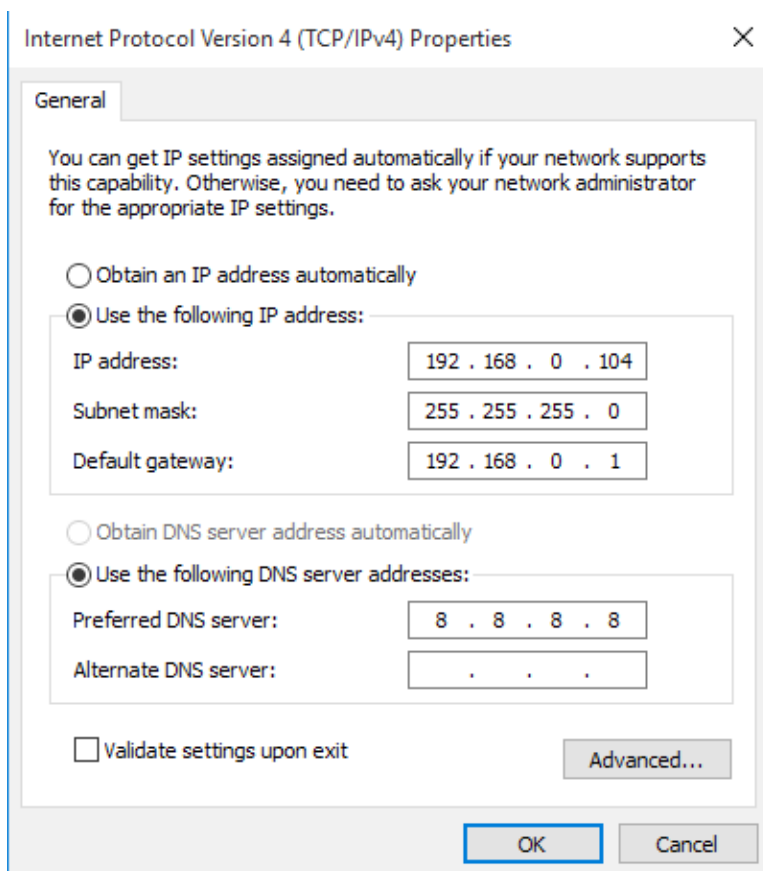 Internet Protocol Version 4 (TCP/IPv4) Properties
General
You can get IP settings assigned automatically if your network supports
this capability. Otherwise, you need to ask your network administrator
for the appropriate IP settings.
Obtain an IP address automatically
Use the following IP address:
IP address: 192 . 168 . 0 . 104
Subnet mask: 255 . 255 . 255 . 0
Default gateway: 192 . 168 . 0 . 1
Obtain DNS server address automatically
Use the following DNS server addresses:
Preferred DNS server: 8 . 8 . 8 . 8
Alternate DNS server: . . .
Validate settings upon exit
Advanced...
OK Cancel